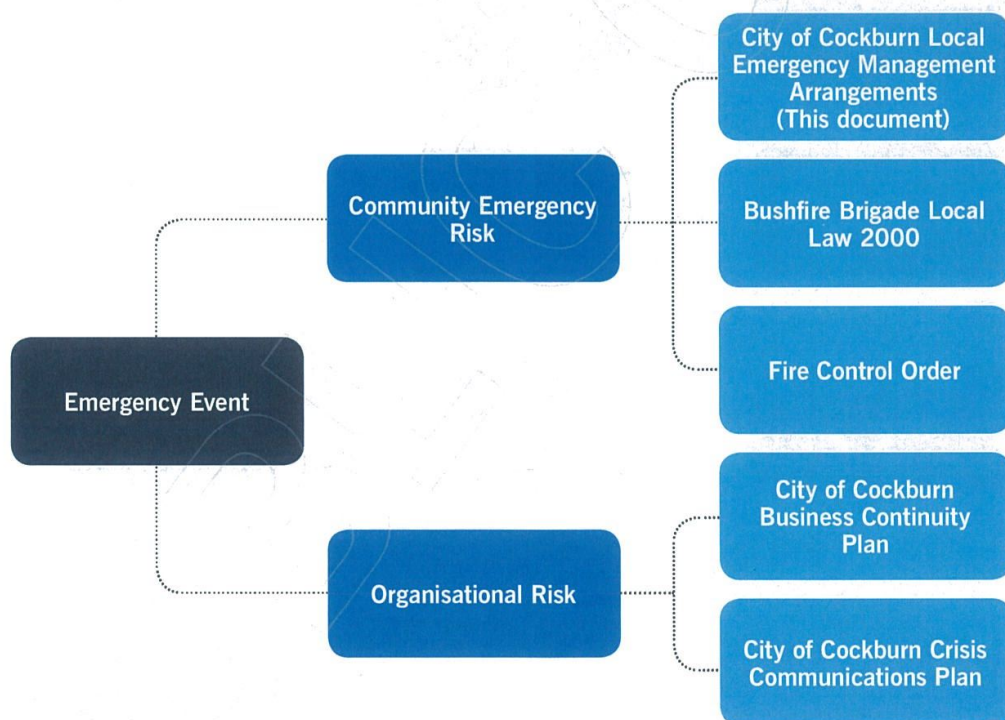 City of Cockburn Local
Emergency Management
Arrangements
(This document)
Community Emergency
Risk
Bushfire Brigade Local
Law 2000
Fire Control Order
Emergency Event
City of Cockburn
Business Continuity
Plan
Organisational Risk
City of Cockburn Crisis
Communications Plan